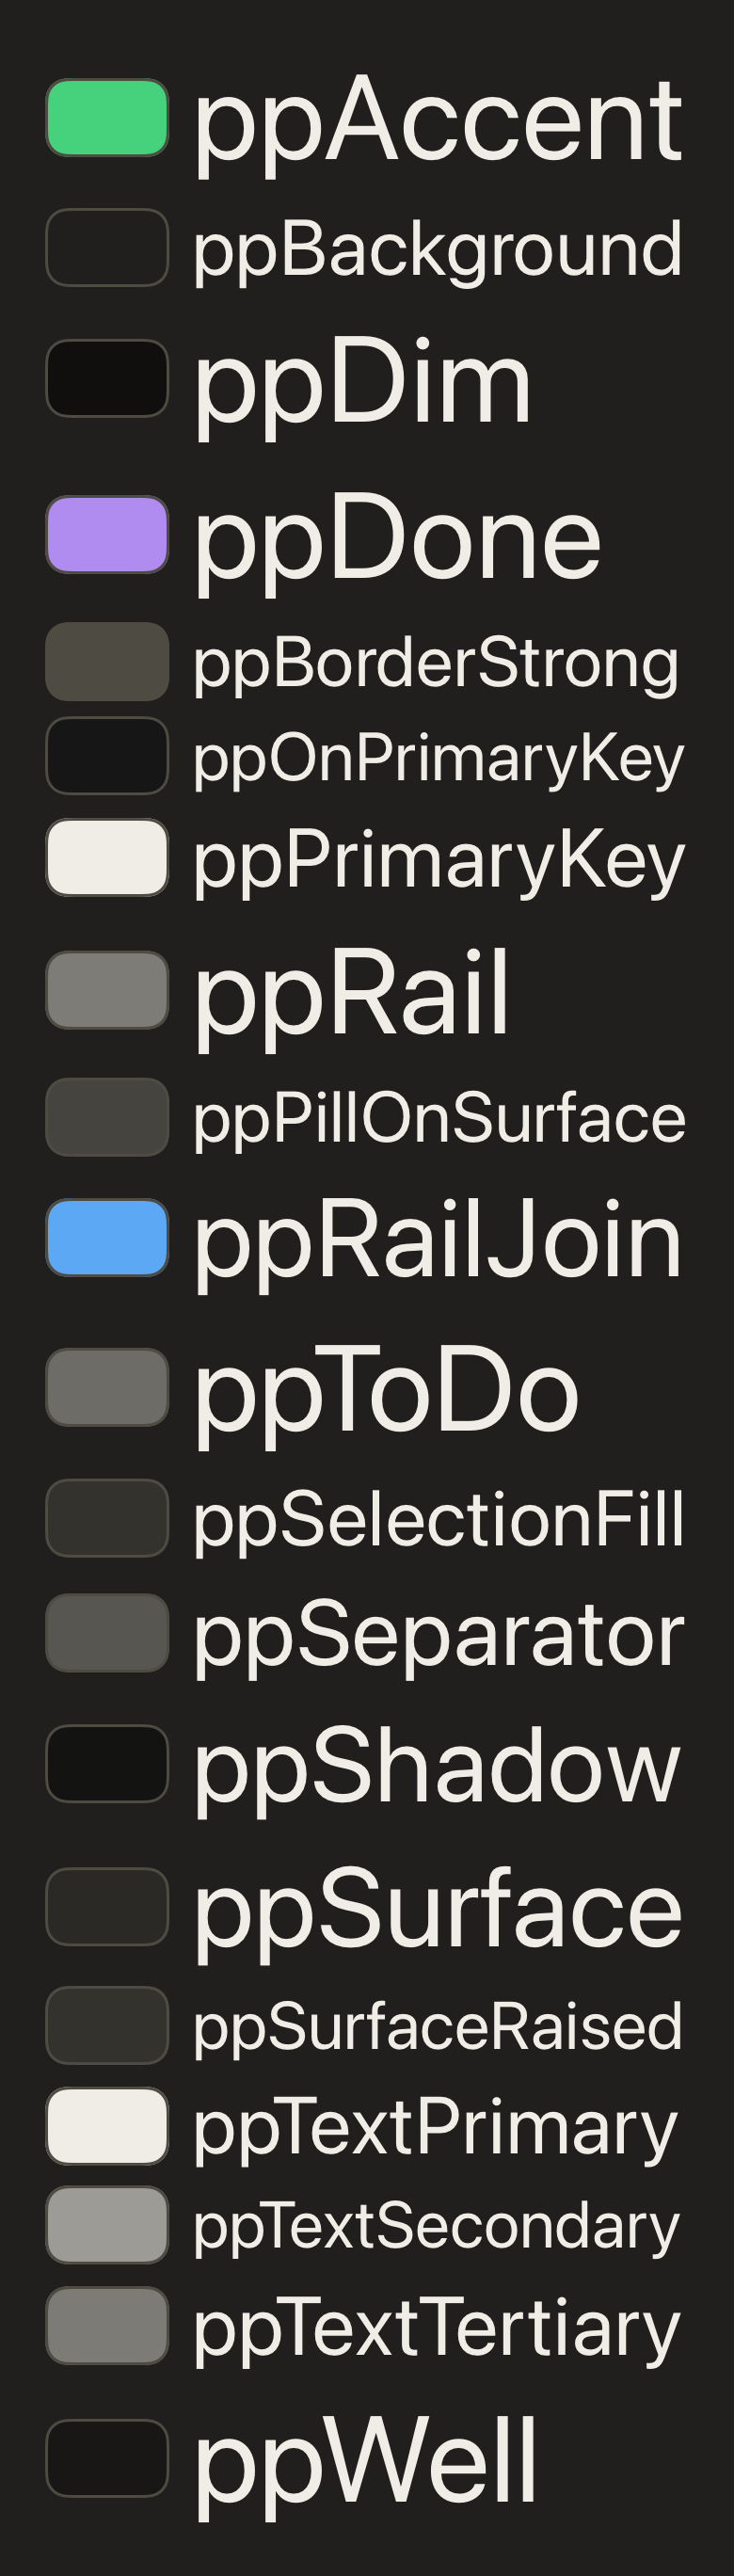 ppAccent
ppBackground
ppDim
ppDone
ppBorderStrong
ppOnPrimaryKey
ppPrimaryKey
ppRail
ppPillOnSurface
ppRailJoin
ppToDo
ppSelectionFill
ppSeparator
ppShadow
ppSurface
ppSurfaceRaised
ppTextPrimary
ppTextSecondary
ppTextTertiary
ppWell